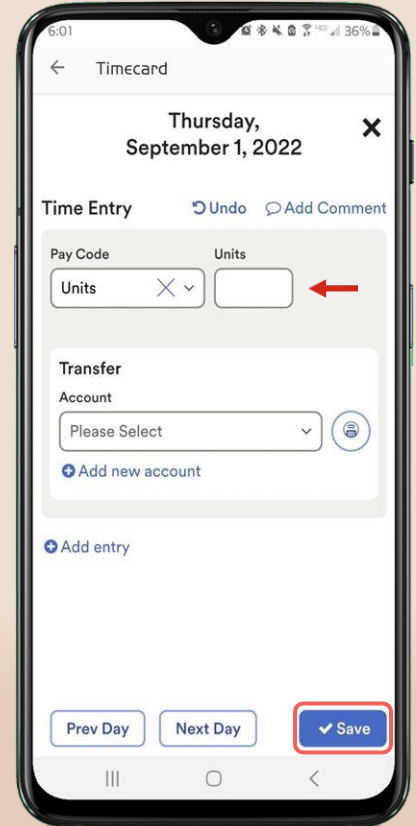 6:01
36%
Timecard
Thursday,
September 1, 2022
Time Entry
Undo
Add Comment
Pay Code
Units
Units
Transfer
Account
Please Select
Add new account
Add entry
Prev Day
Next Day
Save